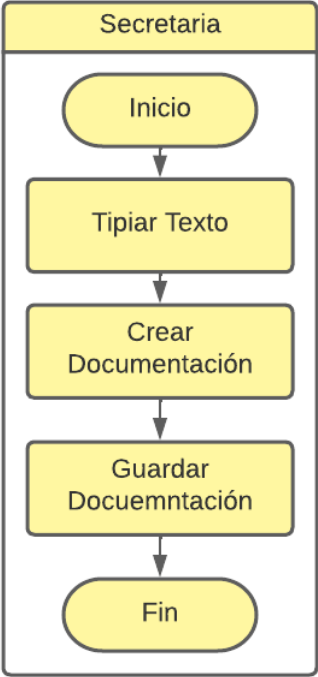 Secretaria
Inicio
Tipiar Texto
Crear
Documentación
Guardar
Docuemntación
Fin